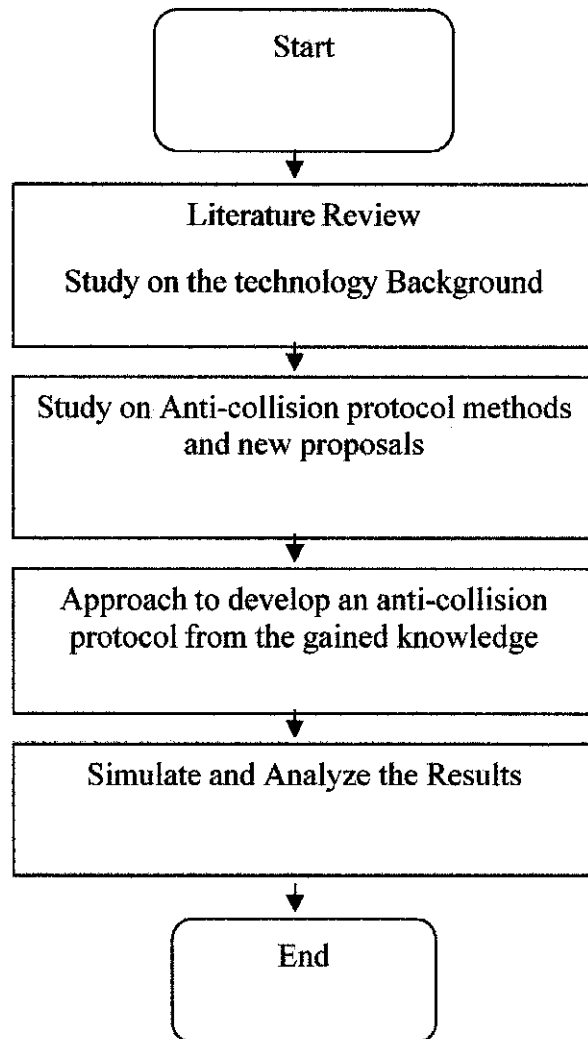 Start
Literature Review
Study on the technology Background
Study on Anti-collision protocol methods
and new proposals
Approach to develop an anti-collision
protocol from the gained knowledge
Simulate and Analyze the Results
End